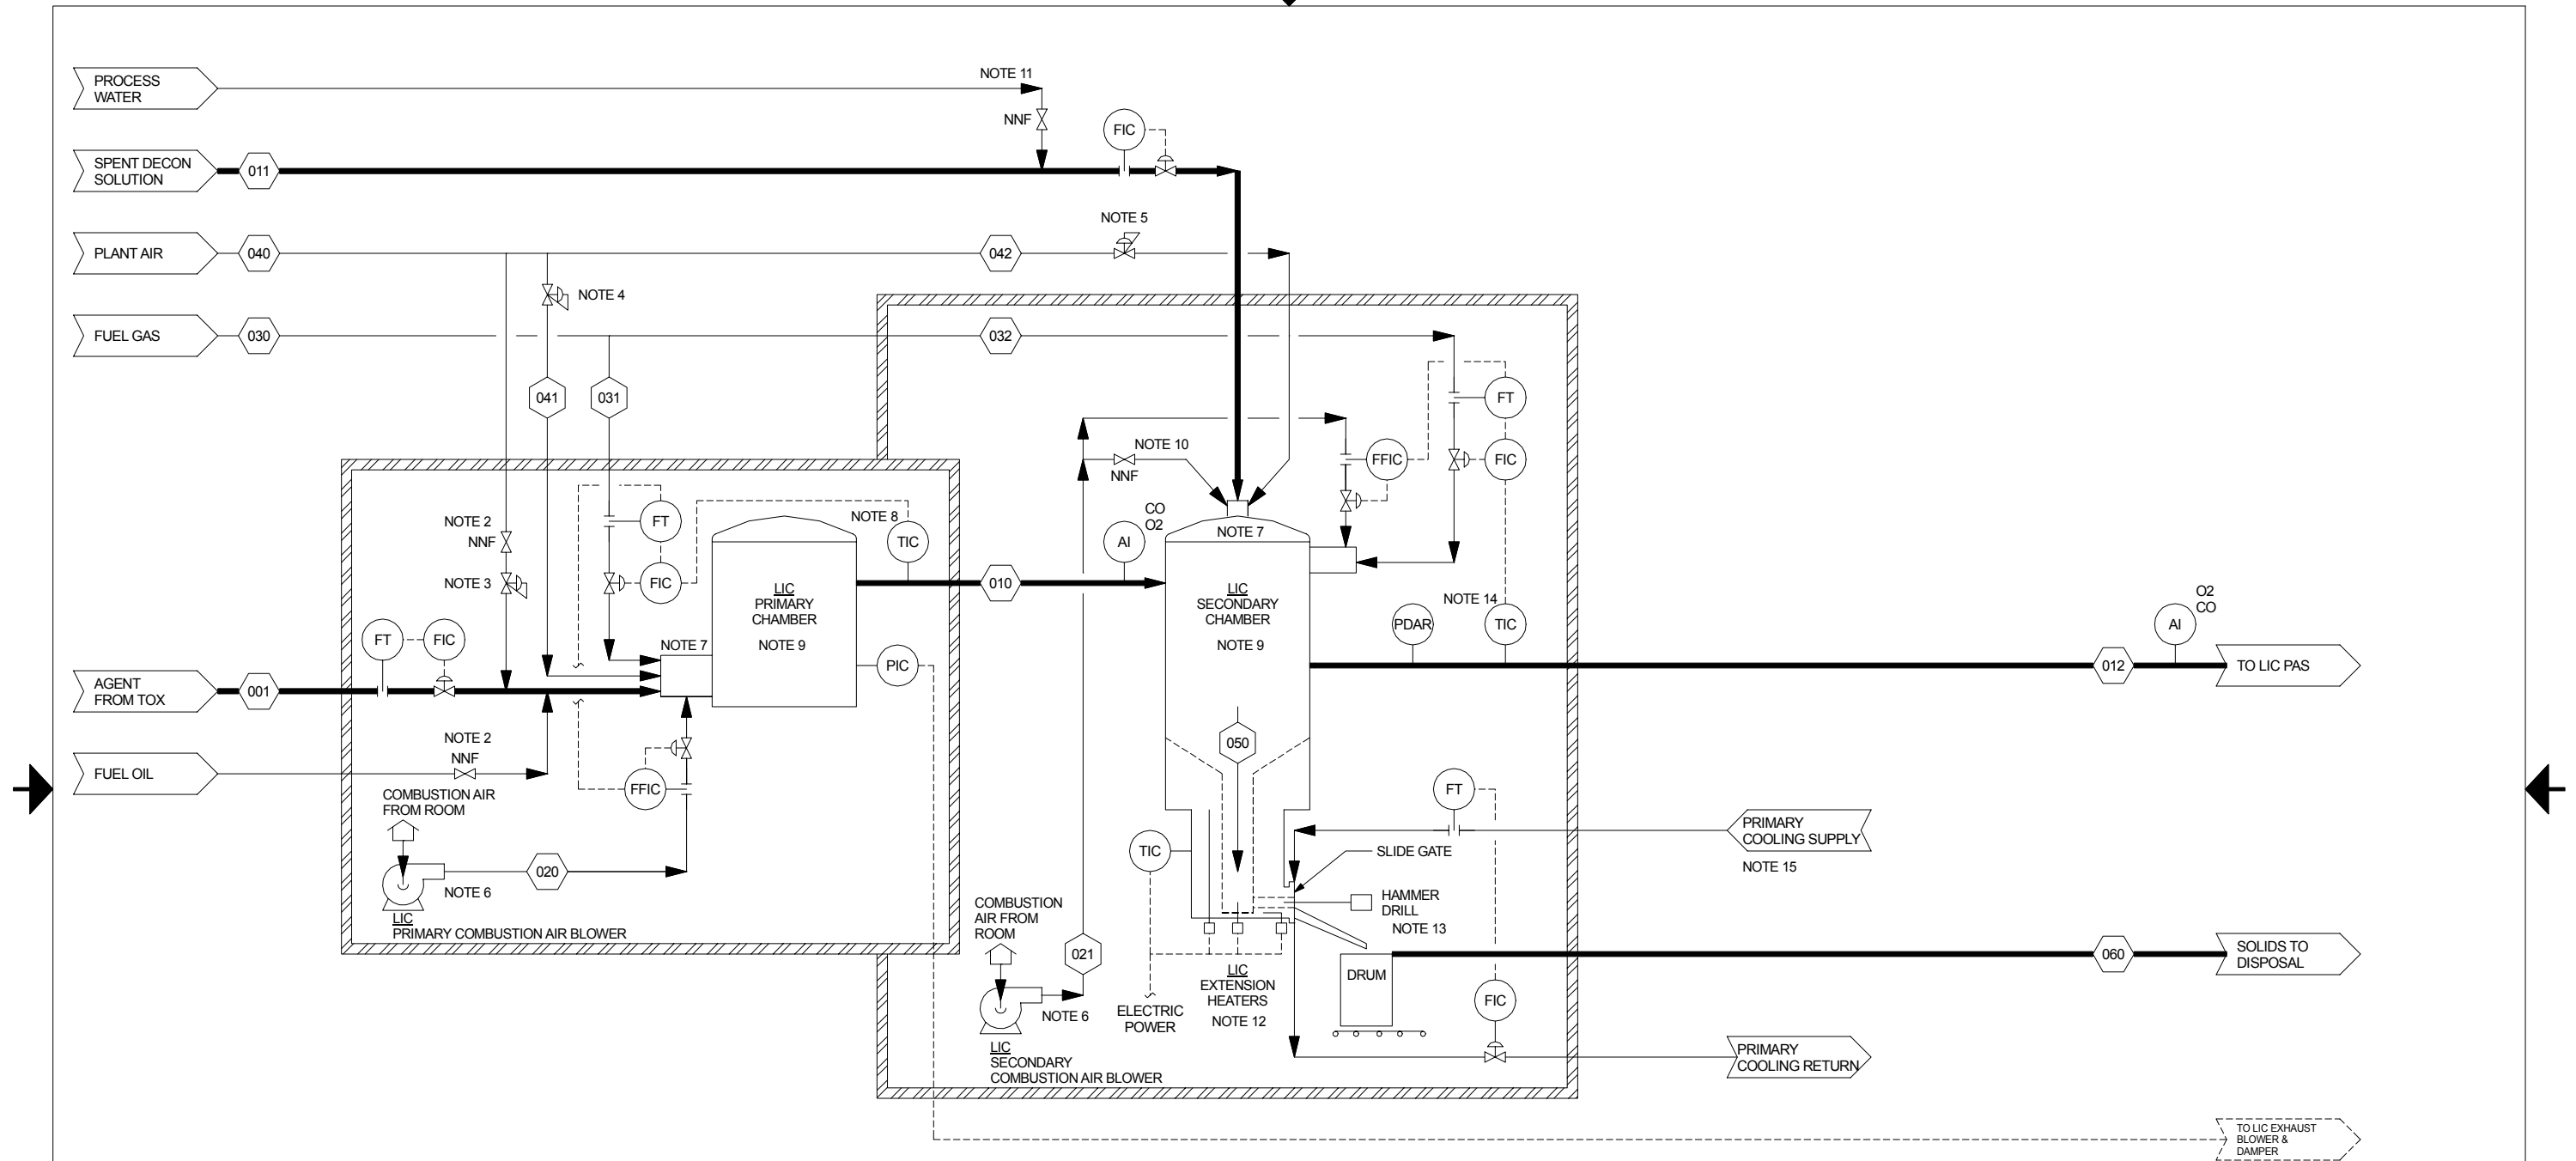 NOTE 11
PROCESS
WATER
NNF
FIC
SPENT DECON
SOLUTION
011
NOTE 5
PLANT AIR
040
042
NOTE 4
FUEL GAS
030
032
041
031
FT
FIC
FFIC
NOTE 10
NNF
NOTE 2
NNF
NOTE 3
FT
FIC
NOTE 8
TIC
CO
O2
AI
NOTE 7
LIC
PRIMARY
CHAMBER
NOTE 9
010
LIC
SECONDARY
CHAMBER
NOTE 9
NOTE 14
PDAR
TIC
O2
CO
AI
FT
FIC
NOTE 7
PIC
012
TO LIC PAS
AGENT
FROM TOX
001
NOTE 2
NNF
FUEL OIL
FFIC
050
COMBUSTION AIR
FROM ROOM
FT
PRIMARY
COOLING SUPPLY
NOTE 15
TIC
SLIDE GATE
020
NOTE 6
LIC
PRIMARY COMBUSTION AIR BLOWER
HAMMER
DRILL
NOTE 13
COMBUSTION
AIR FROM
ROOM
021
SOLIDS TO
DISPOSAL
060
DRUM
LIC
EXTENSION
HEATERS
NOTE 12
ELECTRIC
POWER
FIC
NOTE 6
LIC
SECONDARY
COMBUSTION AIR BLOWER
PRIMARY
COOLING RETURN
TO LIC EXHAUST
BLOWER &
DAMPER